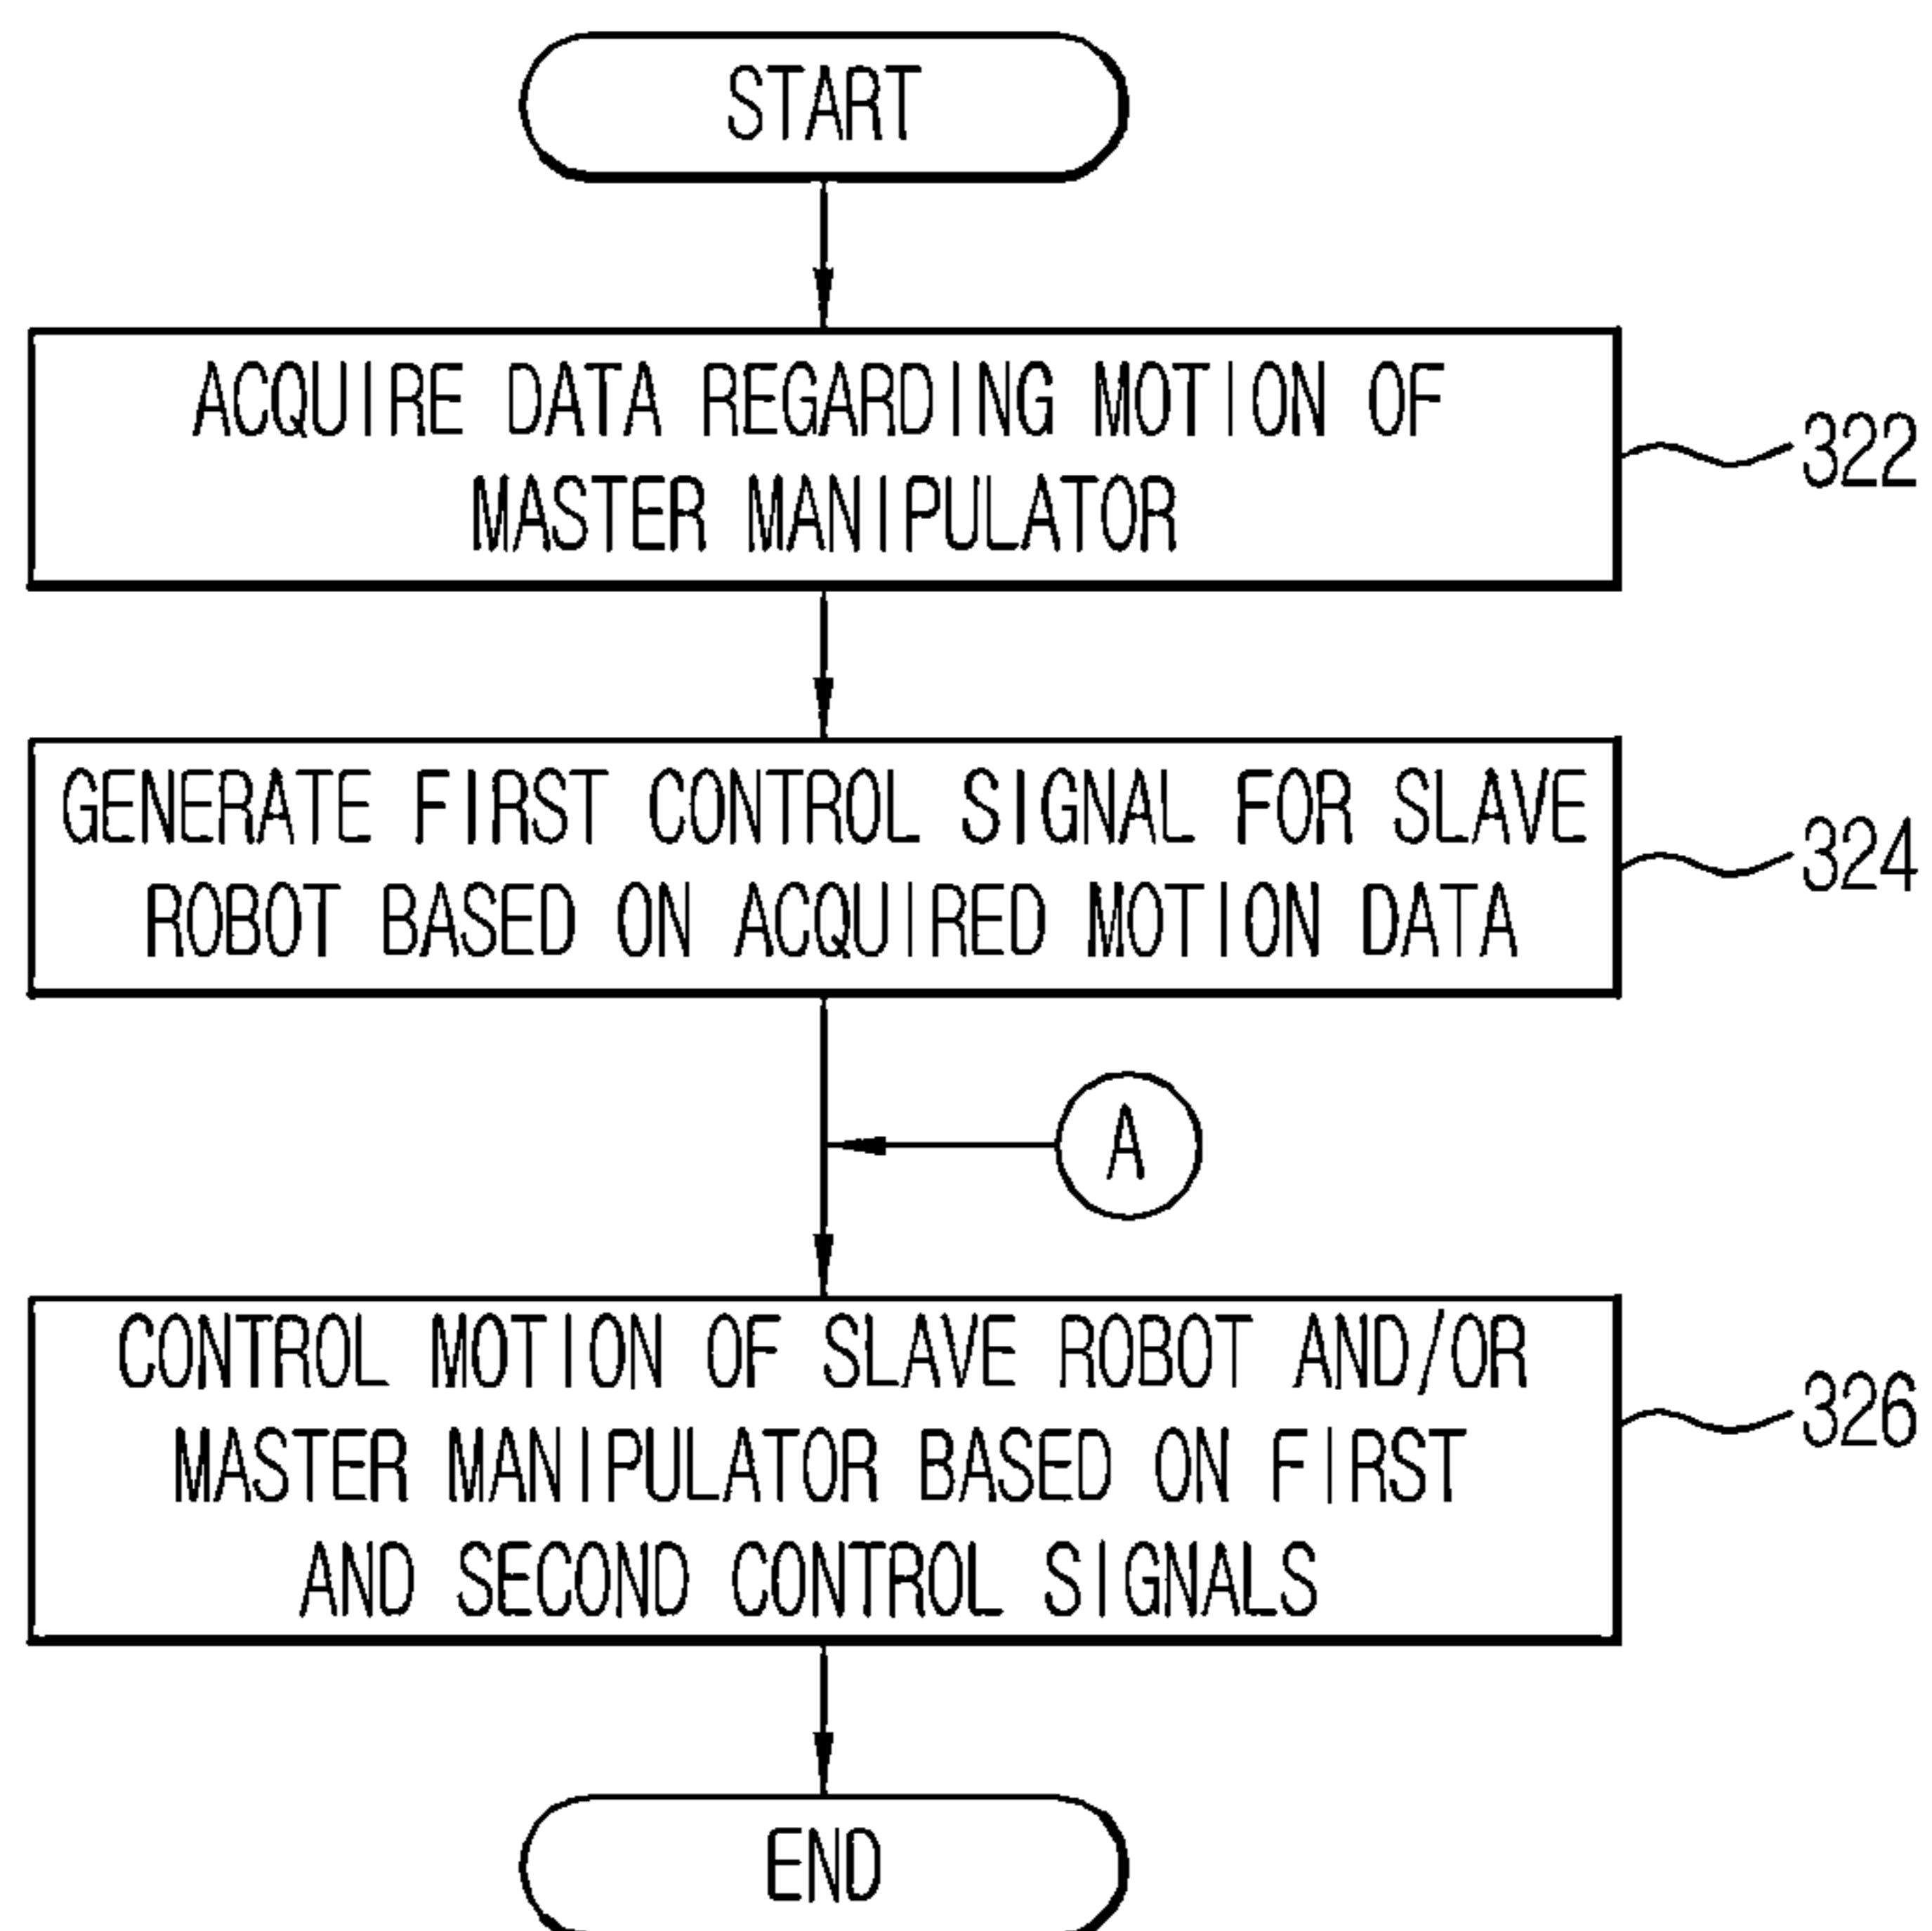 START
ACQUIRE DATA REGARDING MOTION OF
MASTER MANIPULATOR
322
GENERATE FIRST CONTROL SIGNAL FOR SLAVE
ROBOT BASED ON ACQUIRED MOTION DATA
324
A
CONTROL MOTION OF SLAVE ROBOT AND/OR
MASTER MANIPULATOR BASED ON FIRST
AND SECOND CONTROL SIGNALS
326
END